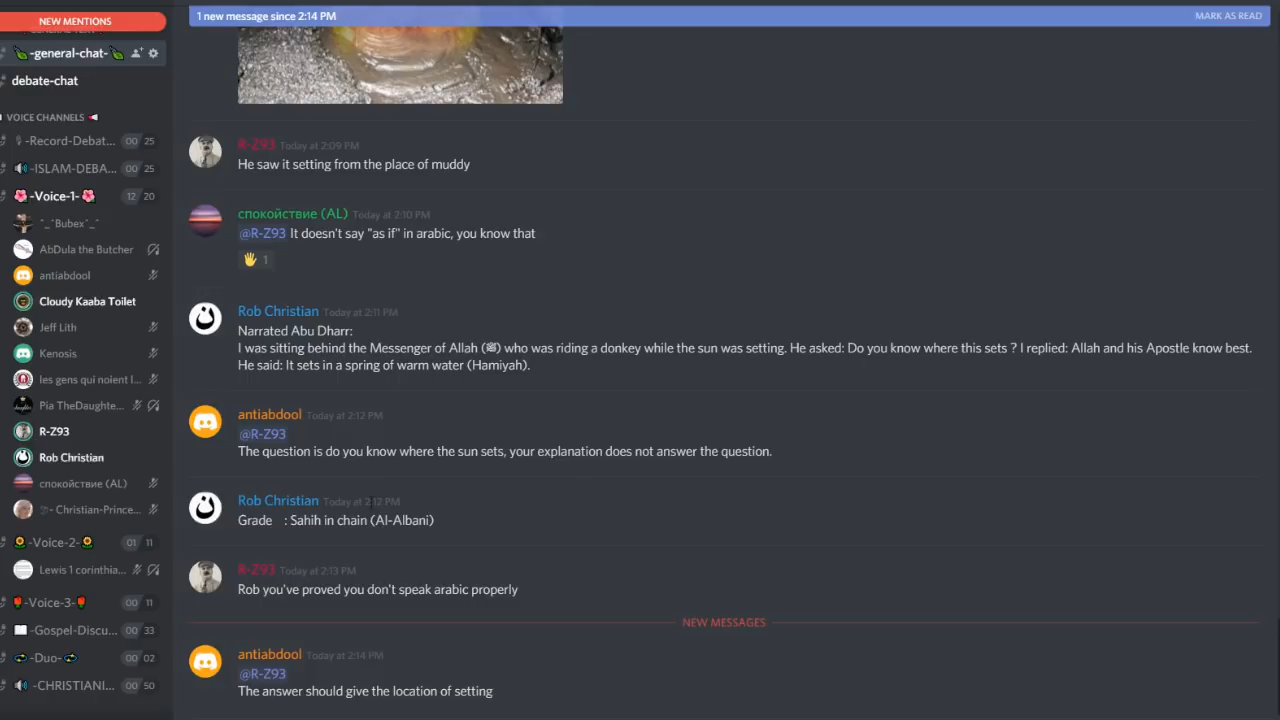 NEW MENTIONS
-general-chat-
debate-chat
VOICE CHANNELS
-Record-Debat... 00 25
-ISLAM-DEBA... 00 25
-Voice-1- 12 20
^_^Bubex^_^
AbDula the Butcher
antiabdool
Cloudy Kaaba Toilet
Jeff Lith
Kenosis
les gens qui noient l...
Pia TheDaughte...
R-Z93
Rob Christian
спокойствие (AL)
- Christian-Prince...
-Voice-2- 01 11
Lewis 1 corinthia...
-Voice-3- 00 11
-Gospel-Discu... 00 33
-Duo- 00 02
-CHRISTIANI... 00 50
1 new message since 2:14 PM MARK AS READ
R-Z93 Today at 2:09 PM
He saw it setting from the place of muddy
спокойствие (AL) Today at 2:10 PM
@R-Z93 It doesn't say "as if" in arabic, you know that
1
Rob Christian Today at 2:11 PM
Narrated Abu Dharr:
I was sitting behind the Messenger of Allah (ﷺ) who was riding a donkey while the sun was setting. He asked: Do you know where this sets ? I replied: Allah and his Apostle know best.
He said: It sets in a spring of warm water (Hamiyah).
antiabdool Today at 2:12 PM
@R-Z93
The question is do you know where the sun sets, your explanation does not answer the question.
Rob Christian Today at 2:12 PM
Grade : Sahih in chain (Al-Albani)
R-Z93 Today at 2:13 PM
Rob you've proved you don't speak arabic properly
NEW MESSAGES
antiabdool Today at 2:14 PM
@R-Z93
The answer should give the location of setting